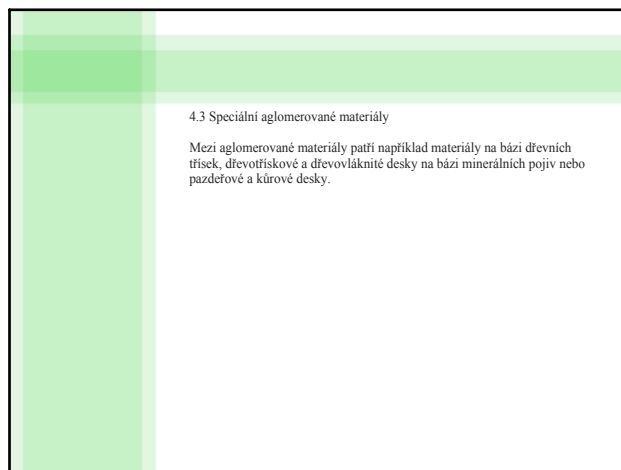 4.3 Speciální aglomerované materiály
Mezi aglomerované materiály patří například materiály na bázi dřevních
třísek, dřevotřískové a dřevovláknité desky na bázi minerálních pojiv nebo
pazdeřové a kůrové desky.